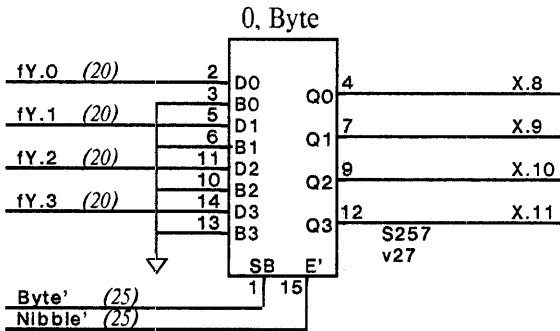 0, Byte
fY.0 (20) 2 D0 Q0 4 X.8
3 B0
fY.1 (20) 5 D1 Q1 7 X.9
6 B1
fY.2 (20) 11 D2 Q2 9 X.10
10 B2
fY.3 (20) 14 D3 Q3 12 X.11
13 B3
S257
v27
SB E'
Byte' (25) 1 15
Nibble' (25)